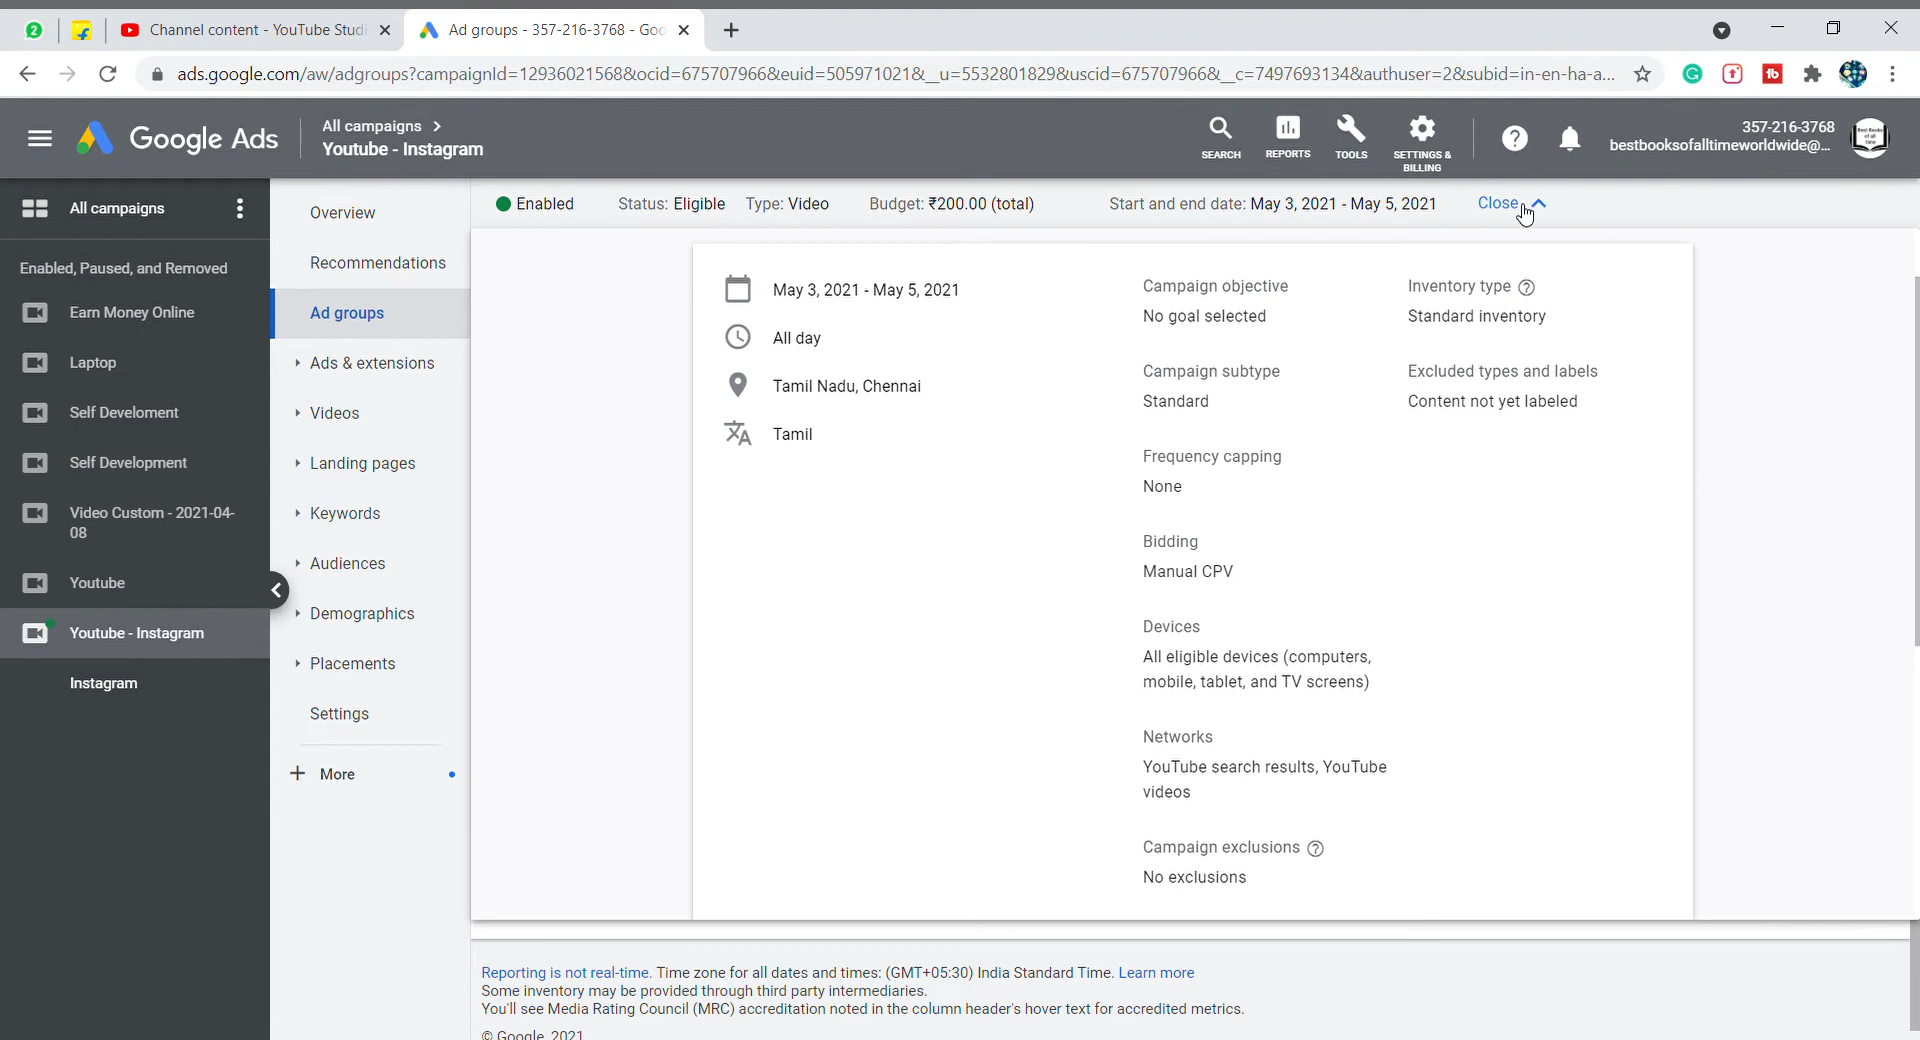 2
Channel content - YouTube Studi
Ad groups - 357-216-3768 - Goo
ads.google.com/aw/adgroups?campaignId=12936021568&ocid=675707966&euid=505971021&__u=5532801829&uscid=675707966&__c=7497693134&authuser=2&subid=in-en-ha-a...
Google Ads
All campaigns >
Youtube - Instagram
SEARCH
REPORTS
TOOLS
SETTINGS &
BILLING
357-216-3768
bestbooksofalltimeworldwide@...
All campaigns
Enabled, Paused, and Removed
Earn Money Online
Laptop
Self Develoment
Self Development
Video Custom - 2021-04-
08
Youtube
Youtube - Instagram
Instagram
Overview
Recommendations
Ad groups
Ads & extensions
Videos
Landing pages
Keywords
Audiences
Demographics
Placements
Settings
+ More
Enabled Status: Eligible Type: Video Budget: ₹200.00 (total) Start and end date: May 3, 2021 - May 5, 2021 Close
May 3, 2021 - May 5, 2021
All day
Tamil Nadu, Chennai
Tamil
Campaign objective
No goal selected
Campaign subtype
Standard
Frequency capping
None
Bidding
Manual CPV
Devices
All eligible devices (computers,
mobile, tablet, and TV screens)
Networks
YouTube search results, YouTube
videos
Campaign exclusions
No exclusions
Inventory type
Standard inventory
Excluded types and labels
Content not yet labeled
Reporting is not real-time. Time zone for all dates and times: (GMT+05:30) India Standard Time. Learn more
Some inventory may be provided through third party intermediaries.
You'll see Media Rating Council (MRC) accreditation noted in the column header's hover text for accredited metrics.
© Google, 2021